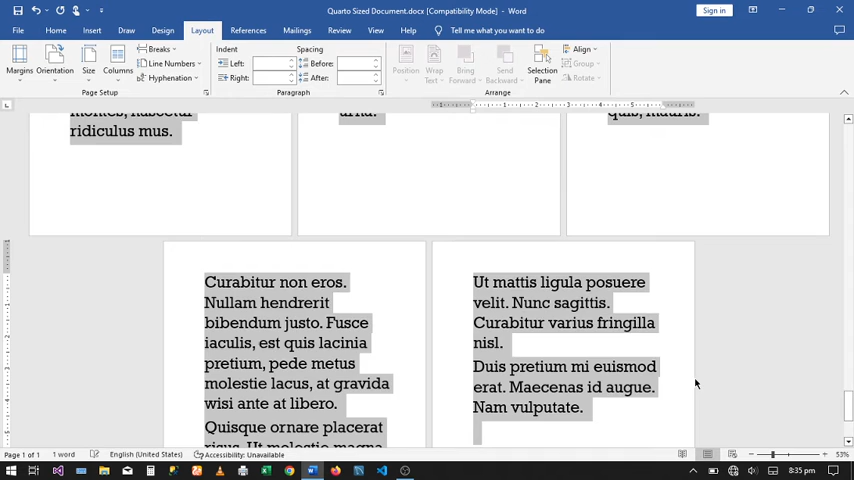 Quarto Sized Document.docx [Compatibility Mode] - Word
Sign in
File Home Insert Draw Design Layout References Mailings Review View Help Tell me what you want to do
Margins Orientation Size Columns
Breaks
Line Numbers
Hyphenation
Page Setup
Indent
Left:
Right:
Spacing
Before:
After:
Paragraph
Position
Wrap Text
Bring Forward
Send Backward
Selection Pane
Align
Group
Rotate
Arrange
ridiculus mus.
urna.
quis, mauris.
Curabitur non eros.
Nullam hendrerit
bibendum justo. Fusce
iaculis, est quis lacinia
pretium, pede metus
molestie lacus, at gravida
wisi ante at libero.
Quisque ornare placerat
risus. Ut molestie magna
Ut mattis ligula posuere
velit. Nunc sagittis.
Curabitur varius fringilla
nisl.
Duis pretium mi euismod
erat. Maecenas id augue.
Nam vulputate.
Page 1 of 1 1 word English (United States) Accessibility: Unavailable 53%
8:35 pm